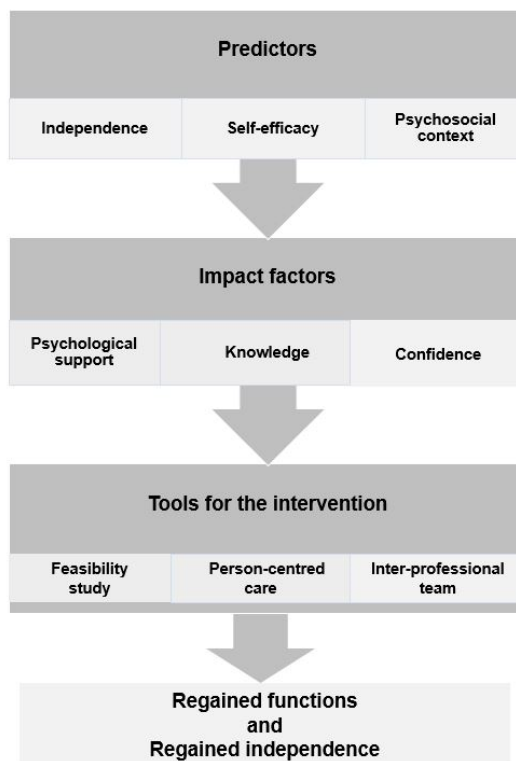 Predictors
Independence
Self-efficacy
Psychosocial
context
Impact factors
Psychological
support
Knowledge
Confidence
Tools for the intervention
Feasibility
study
Person-centred
care
Inter-professional
team
Regained functions
and
Regained independence